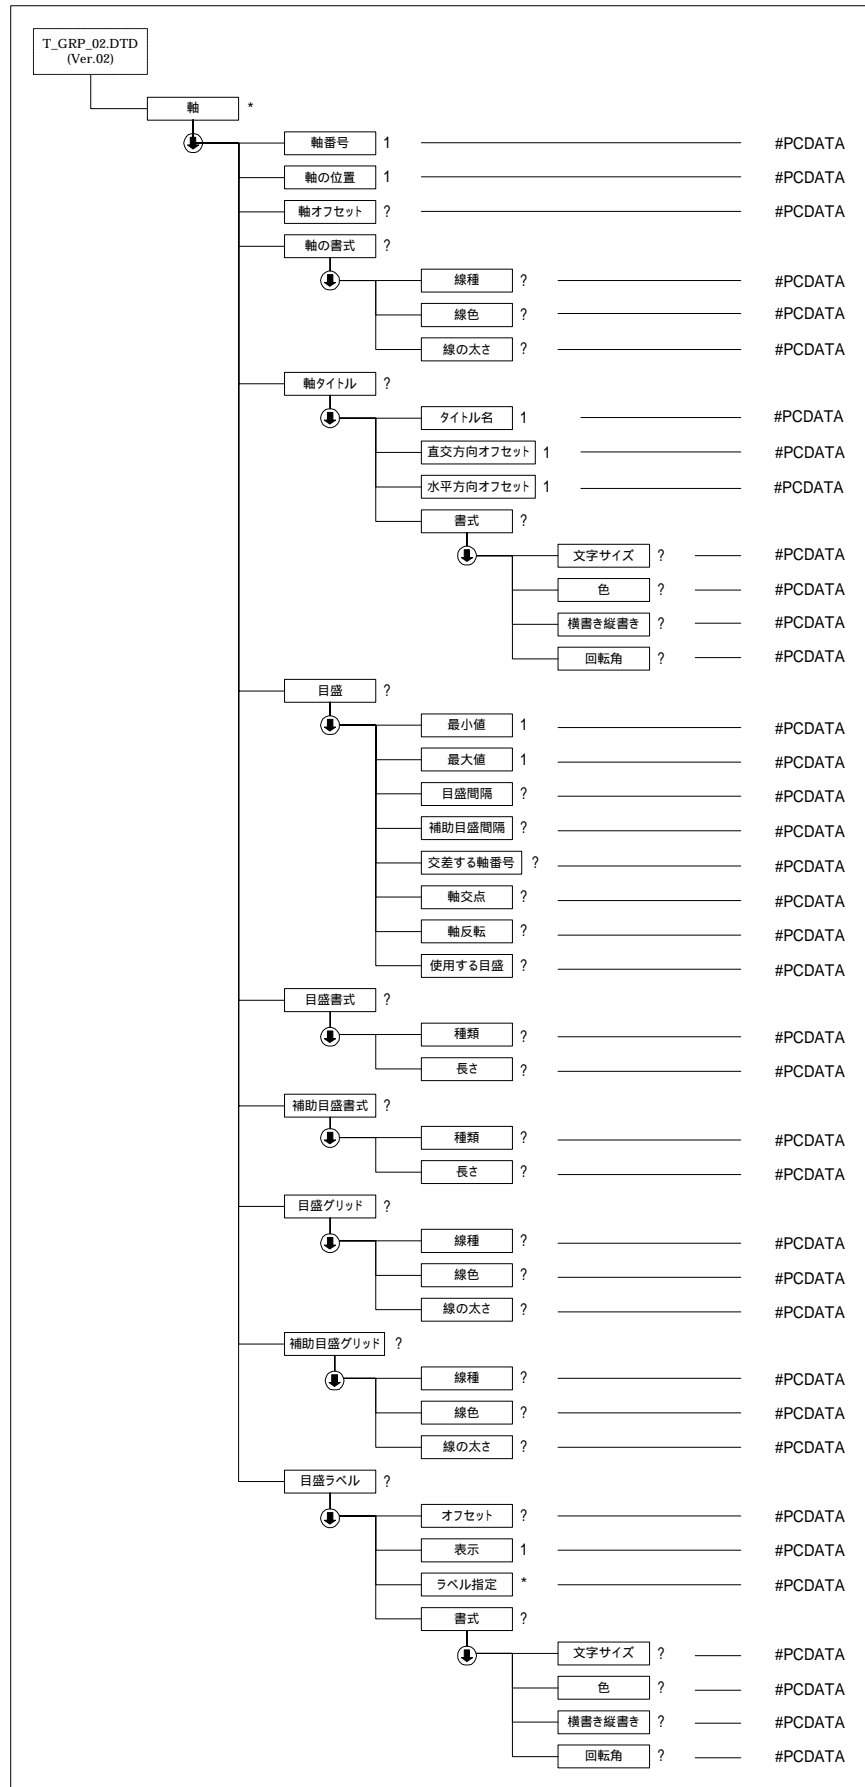 T_GRP_02.DTD
(Ver.02)
軸 *
軸番号 1 #PCDATA
軸の位置 1 #PCDATA
軸オフセット ? #PCDATA
軸の書式 ?
線種 ? #PCDATA
線色 ? #PCDATA
線の太さ ? #PCDATA
軸タイトル ?
タイトル名 1 #PCDATA
直交方向オフセット 1 #PCDATA
水平方向オフセット 1 #PCDATA
書式 ?
文字サイズ ? #PCDATA
色 ? #PCDATA
横書き縦書き ? #PCDATA
回転角 ? #PCDATA
目盛 ?
最小値 1 #PCDATA
最大値 1 #PCDATA
目盛間隔 ? #PCDATA
補助目盛間隔 ? #PCDATA
交差する軸番号 ? #PCDATA
軸交点 ? #PCDATA
軸反転 ? #PCDATA
使用する目盛 ? #PCDATA
目盛書式 ?
種類 ? #PCDATA
長さ ? #PCDATA
補助目盛書式 ?
種類 ? #PCDATA
長さ ? #PCDATA
目盛グリッド ?
線種 ? #PCDATA
線色 ? #PCDATA
線の太さ ? #PCDATA
補助目盛グリッド ?
線種 ? #PCDATA
線色 ? #PCDATA
線の太さ ? #PCDATA
目盛ラベル ?
オフセット ? #PCDATA
表示 1 #PCDATA
ラベル指定 * #PCDATA
書式 ?
文字サイズ ? #PCDATA
色 ? #PCDATA
横書き縦書き ? #PCDATA
回転角 ? #PCDATA